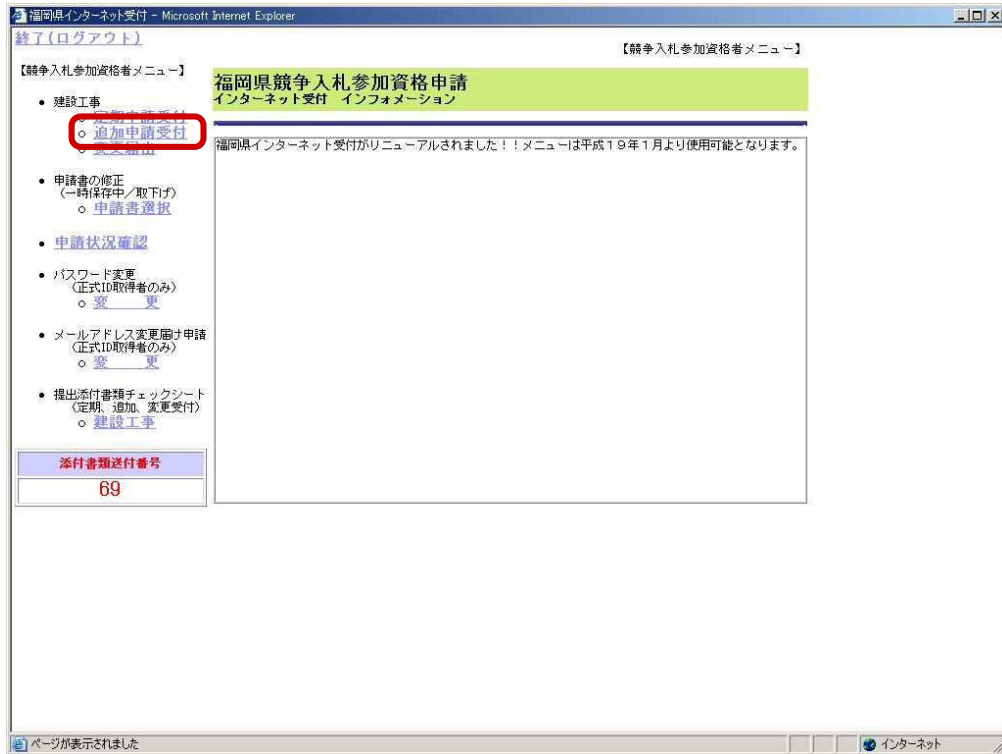 福岡県インターネット受付 - Microsoft Internet Explorer
終了(ログアウト)
【競争入札参加資格者メニュー】
【競争入札参加資格者メニュー】
福岡県競争入札参加資格申請
インターネット受付 インフォメーション
建設工事
定期申請受付
追加申請受付
変更届出
福岡県インターネット受付がリニューアルされました!!メニューは平成19年1月より使用可能となります。
申請書の修正
(一時保存中/取下げ)
申請書選択
申請状況確認
パスワード変更
(正式ID取得者のみ)
変 更
メールアドレス変更届け申請
(正式ID取得者のみ)
変 更
提出添付書類チェックシート
(定期、追加、変更受付)
建設工事
添付書類送付番号
69
ページが表示されました
インターネット